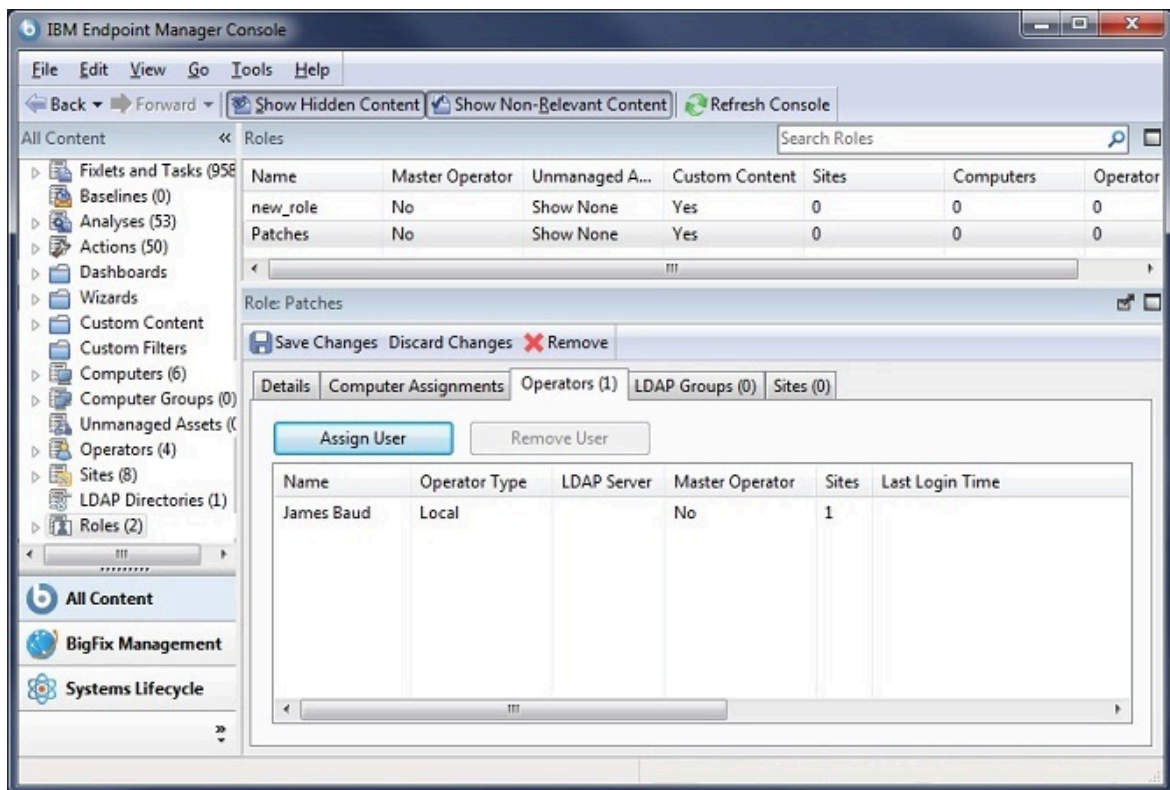 IBM Endpoint Manager Console
File Edit View Go Tools Help
Back Forward Show Hidden Content Show Non-Relevant Content Refresh Console
All Content « Roles Search Roles
Fixlets and Tasks (958
Baselines (0)
Analyses (53)
Actions (50)
Dashboards
Wizards
Custom Content
Custom Filters
Computers (6)
Computer Groups (0)
Unmanaged Assets (
Operators (4)
Sites (8)
LDAP Directories (1)
Roles (2)
All Content
BigFix Management
Systems Lifecycle
»
Name Master Operator Unmanaged A... Custom Content Sites Computers Operator
new_role No Show None Yes 0 0 0
Patches No Show None Yes 0 0 0
Role: Patches
Save Changes Discard Changes Remove
Details Computer Assignments Operators (1) LDAP Groups (0) Sites (0)
Assign User Remove User
Name Operator Type LDAP Server Master Operator Sites Last Login Time
James Baud Local No 1